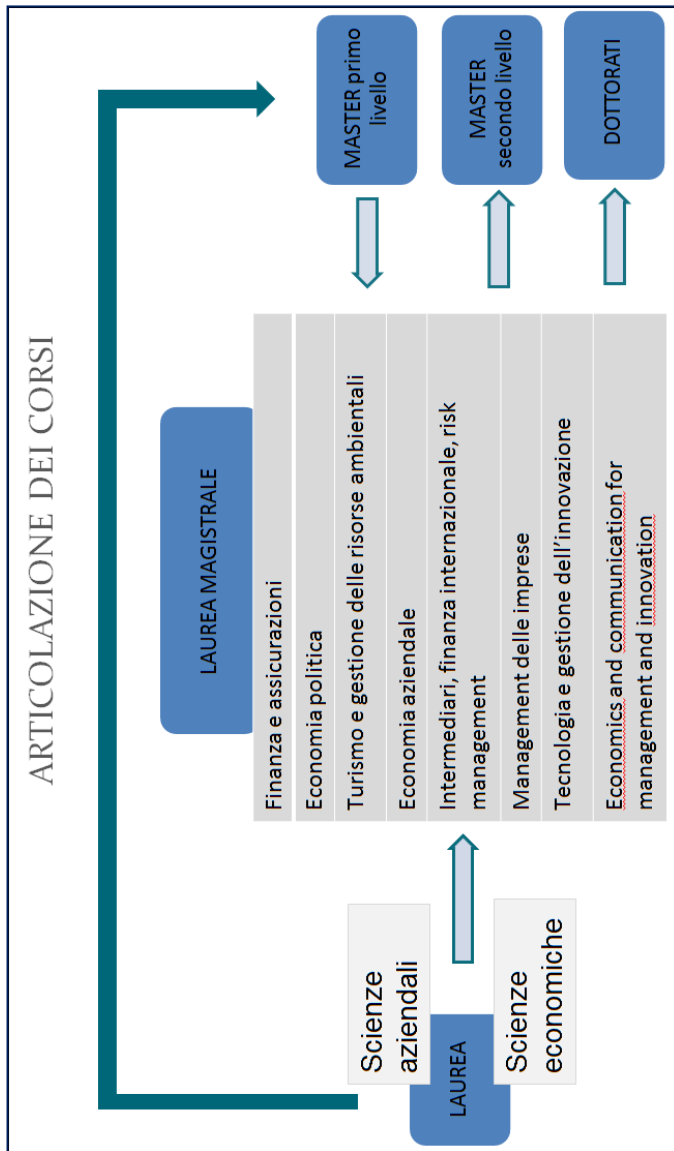 ARTICOLAZIONE DEI CORSI
LAUREA
Scienze
aziendali
Scienze
economiche
LAUREA MAGISTRALE
Finanza e assicurazioni
Economia politica
Turismo e gestione delle risorse ambientali
Economia aziendale
Intermediari, finanza internazionale, risk
management
Management delle imprese
Tecnologia e gestione dell'innovazione
Economics and communication for
management and innovation
MASTER primo
livello
MASTER
secondo livello
DOTTORATI